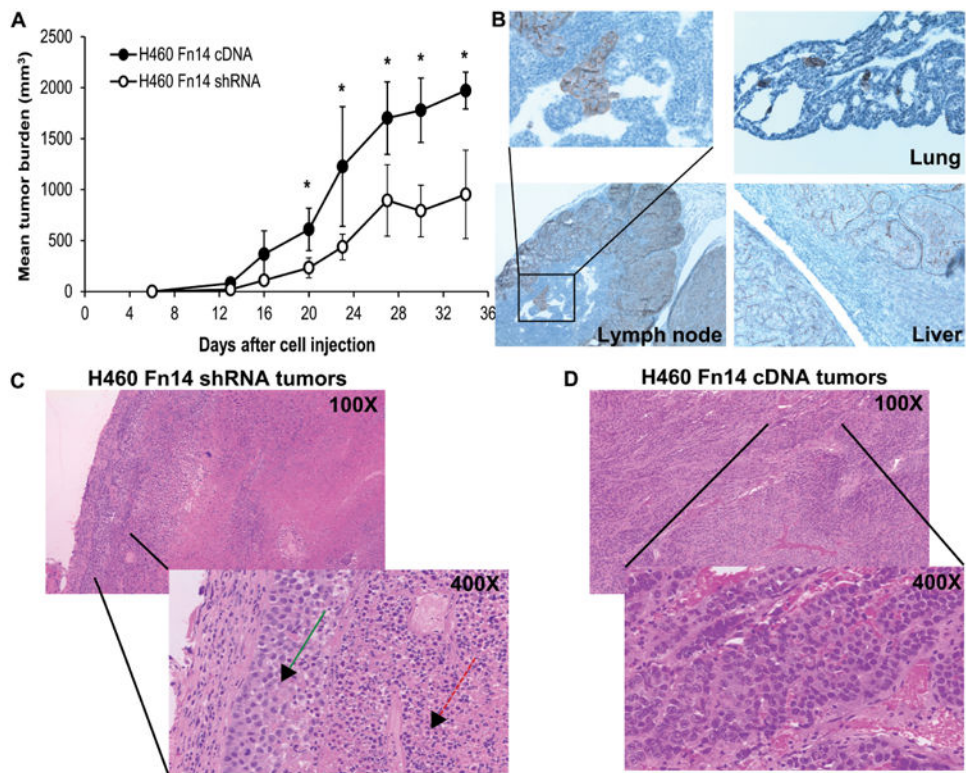 A
Mean tumor burden (mm³)
2500
2000
1500
1000
500
0
H460 Fn14 cDNA
H460 Fn14 shRNA
*
*
*
*
*
0
4
8
12
16
20
24
28
32
36
Days after cell injection
B
Lung
Lymph node
Liver
C
H460 Fn14 shRNA tumors
100X
400X
D
H460 Fn14 cDNA tumors
100X
400X